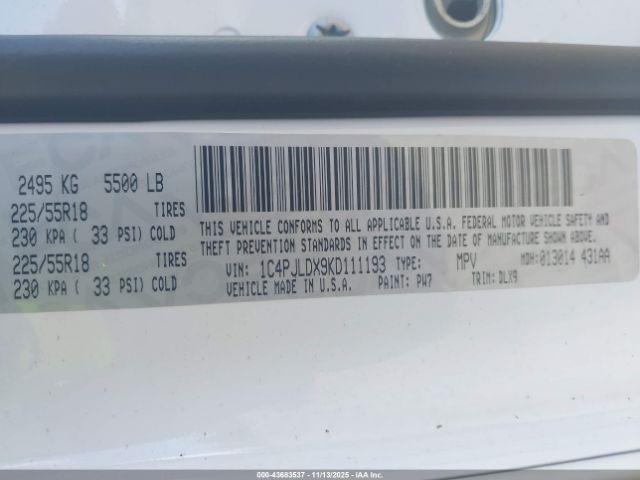 2495 KG 5500 LB
225/55R18 TIRES
230 KPA ( 33 PSI) COLD
225/55R18 TIRES
230 KPA ( 33 PSI) COLD
THIS VEHICLE CONFORMS TO ALL APPLICABLE U.S.A. FEDERAL MOTOR VEHICLE SAFETY AND
THEFT PREVENTION STANDARDS IN EFFECT ON THE DATE OF MANUFACTURE SHOWN ABOVE.
VIN: 1C4PJLDX9KD111193 TYPE: MPV MDH: 013014 431AA
VEHICLE MADE IN U.S.A. PAINT: PW7 TRIM: DLX9
000-43683537 - 11/13/2025 - COPYRIGHT IAA, LLC.